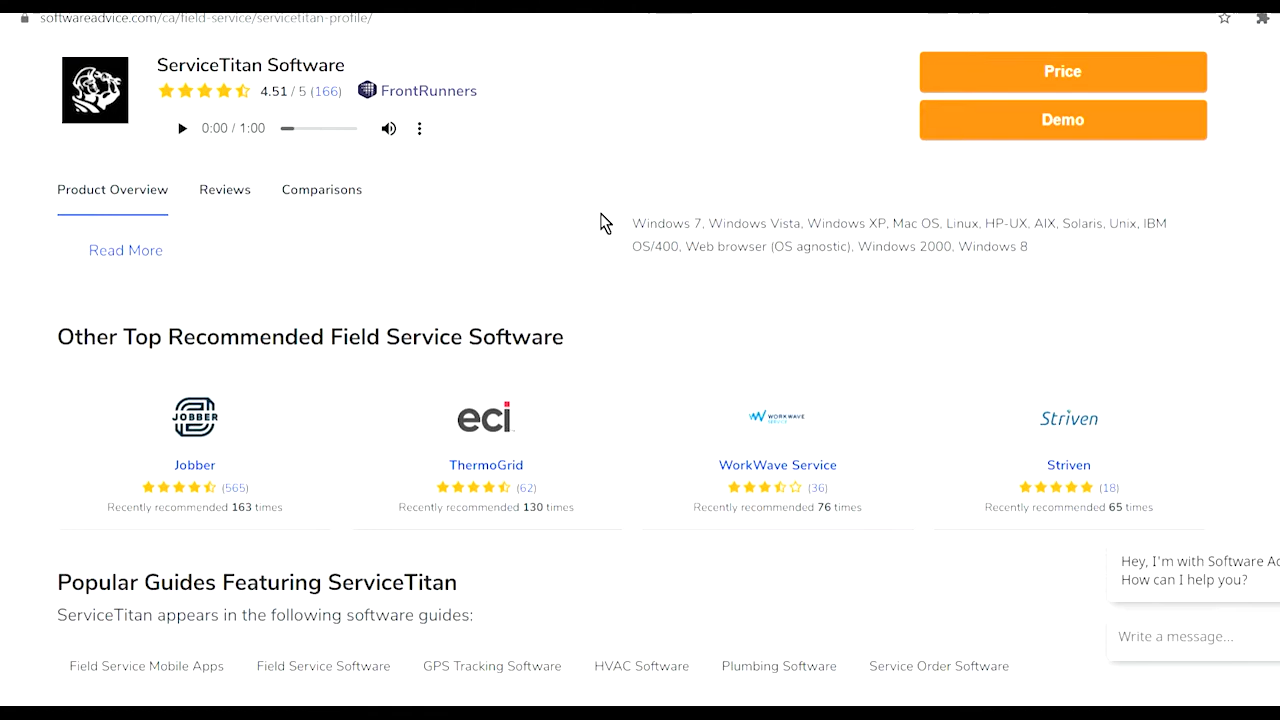 softwareadvice.com/ca/field-service/servicetitan-profile/
ServiceTitan Software
4.51 / 5 (166) FrontRunners
0:00 / 1:00
Price
Demo
Product Overview Reviews Comparisons
Read More
Windows 7, Windows Vista, Windows XP, Mac OS, Linux, HP-UX, AIX, Solaris, Unix, IBM
OS/400, Web browser (OS agnostic), Windows 2000, Windows 8
Other Top Recommended Field Service Software
JOBBER
eci
WORKWAVE
SERVICE
Striven
Jobber ThermoGrid WorkWave Service Striven
(565) (62) (36) (18)
Recently recommended 163 times Recently recommended 130 times Recently recommended 76 times Recently recommended 65 times
Popular Guides Featuring ServiceTitan
ServiceTitan appears in the following software guides:
Field Service Mobile Apps Field Service Software GPS Tracking Software HVAC Software Plumbing Software Service Order Software
Hey, I'm with Software Ad
How can I help you?
Write a message...